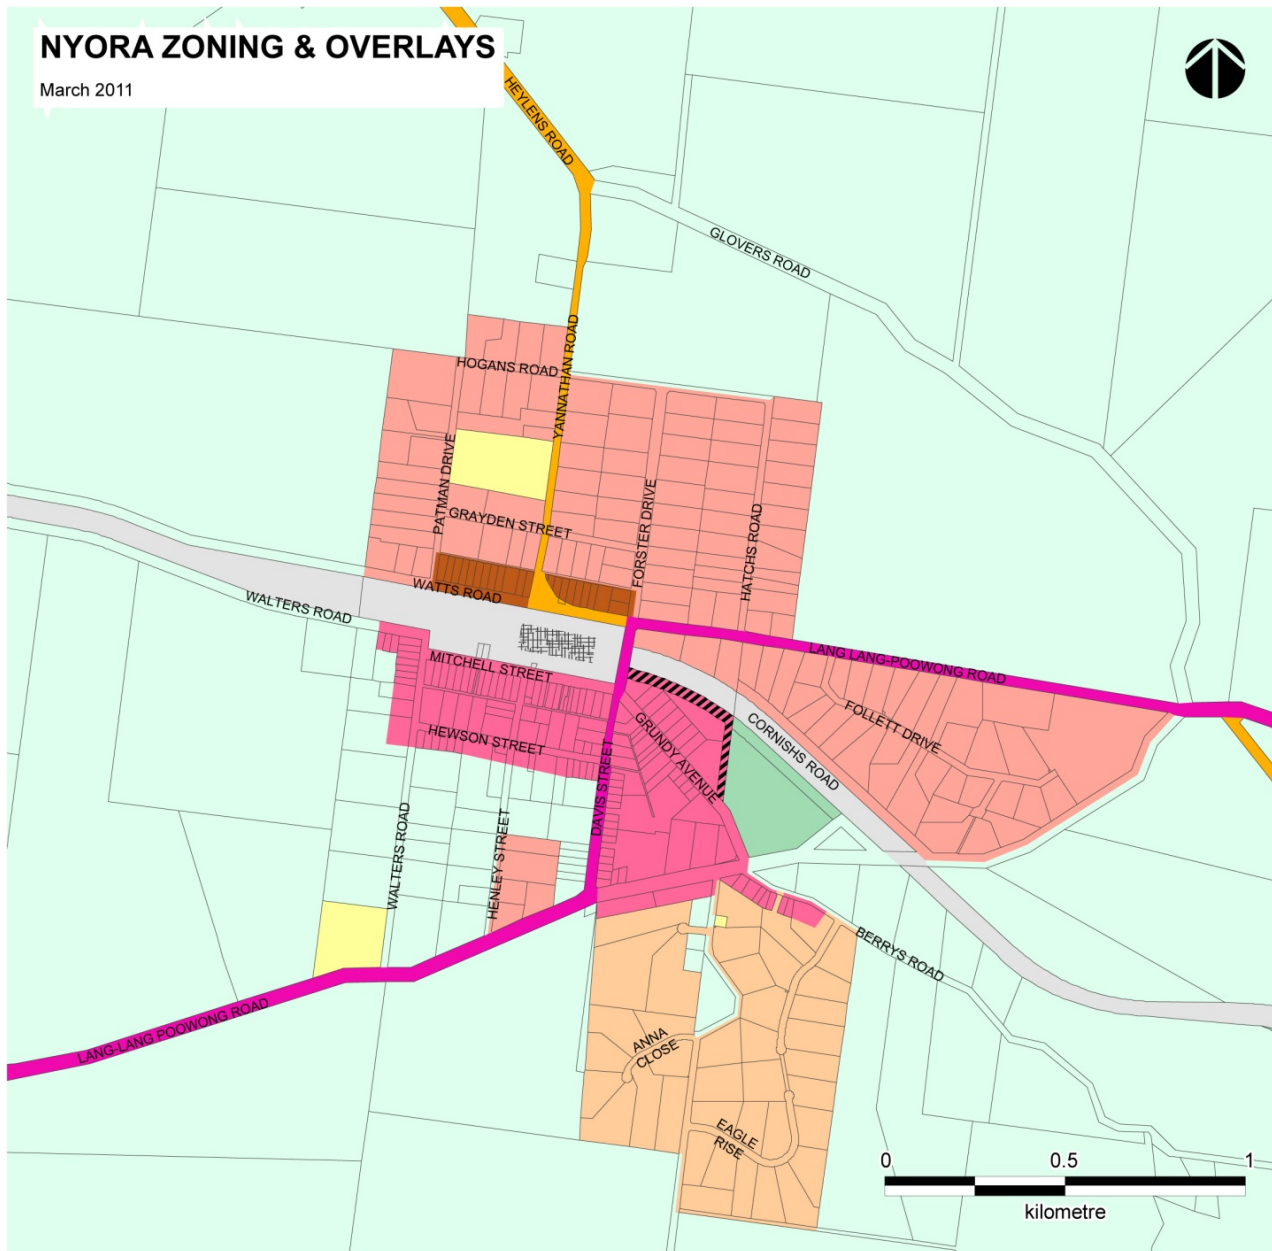 NYORA ZONING & OVERLAYS
March 2011
HEYLENS ROAD
GLOVERS ROAD
YANNATHAN ROAD
HOGANS ROAD
PATMAN DRIVE
GRAYDEN STREET
FORSTER DRIVE
HATCHS ROAD
WATTS ROAD
WALTERS ROAD
MITCHELL STREET
LANG LANG-POOWONG ROAD
FOLLETT DRIVE
GRUNDY AVENUE
CORNISHS ROAD
HEWSON STREET
DAVIS STREET
WALTERS ROAD
HENLEY STREET
BERRYS ROAD
LANG-LANG POOWONG ROAD
ANNA
CLOSE
EAGLE
RISE
0 0.5 1
kilometre